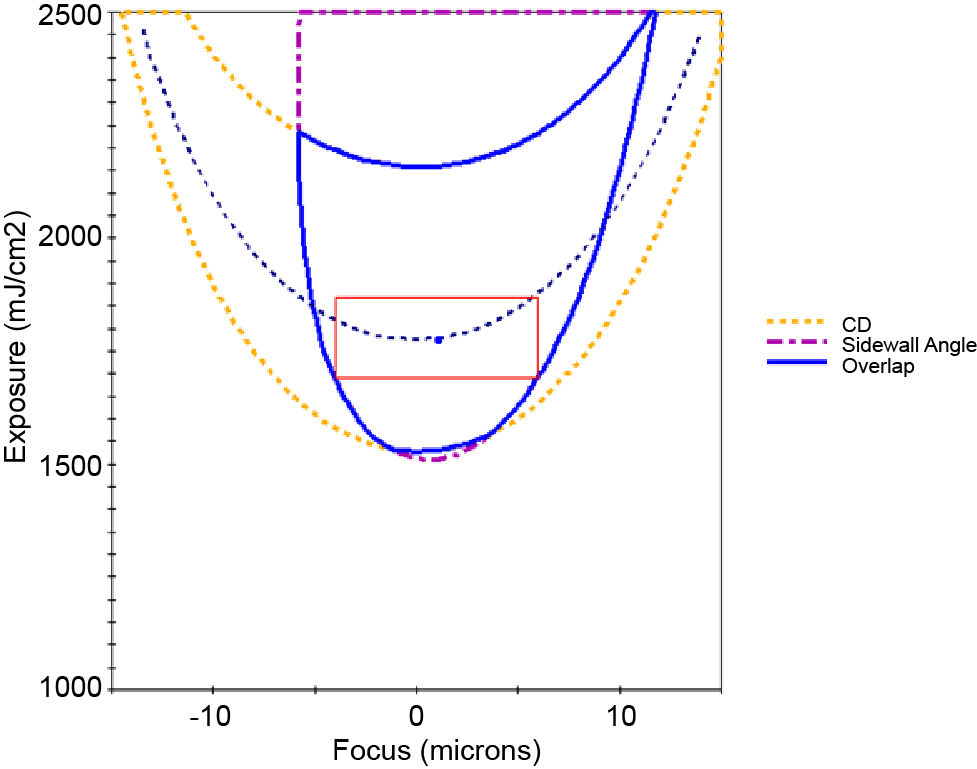 2500
2000
1500
1000
Exposure (mJ/cm2)
-10
0
10
Focus (microns)
CD
Sidewall Angle
Overlap